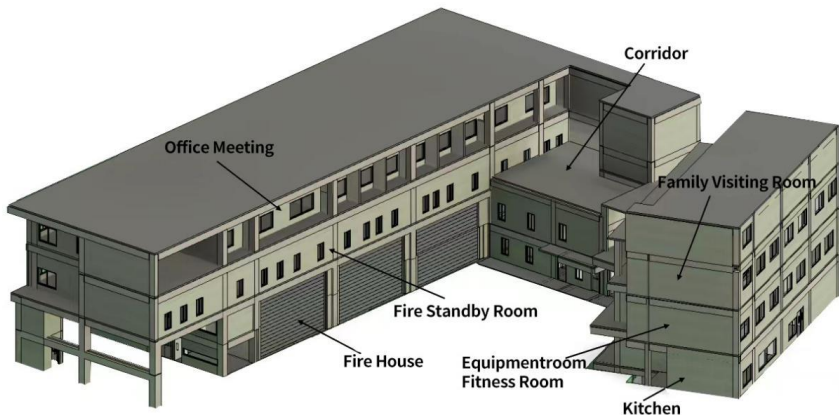 Corridor
Office Meeting
Family Visiting Room
Fire Standby Room
Fire House
Equipmentroom
Fitness Room
Kitchen